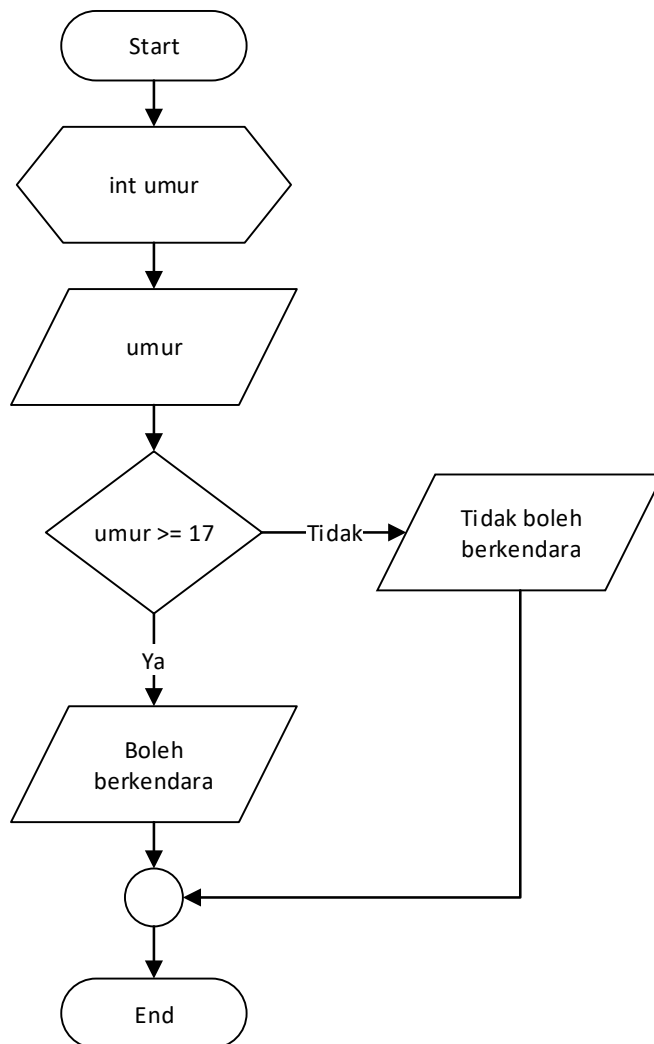 Start
int umur
umur
umur >= 17
Tidak
Tidak boleh
berkendara
Ya
Boleh
berkendara
End